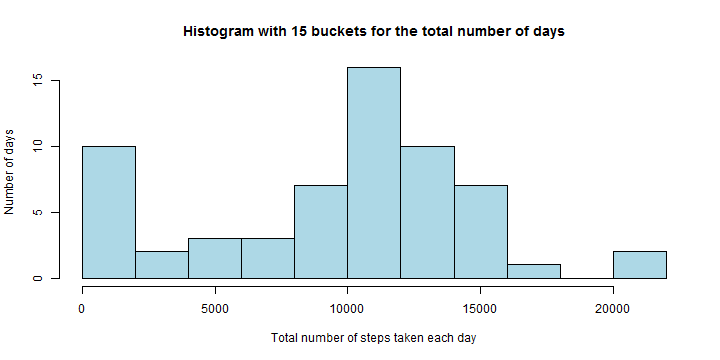 Histogram with 15 buckets for the total number of days
Number of days
15
10
5
0
0 5000 10000 15000 20000
Total number of steps taken each day